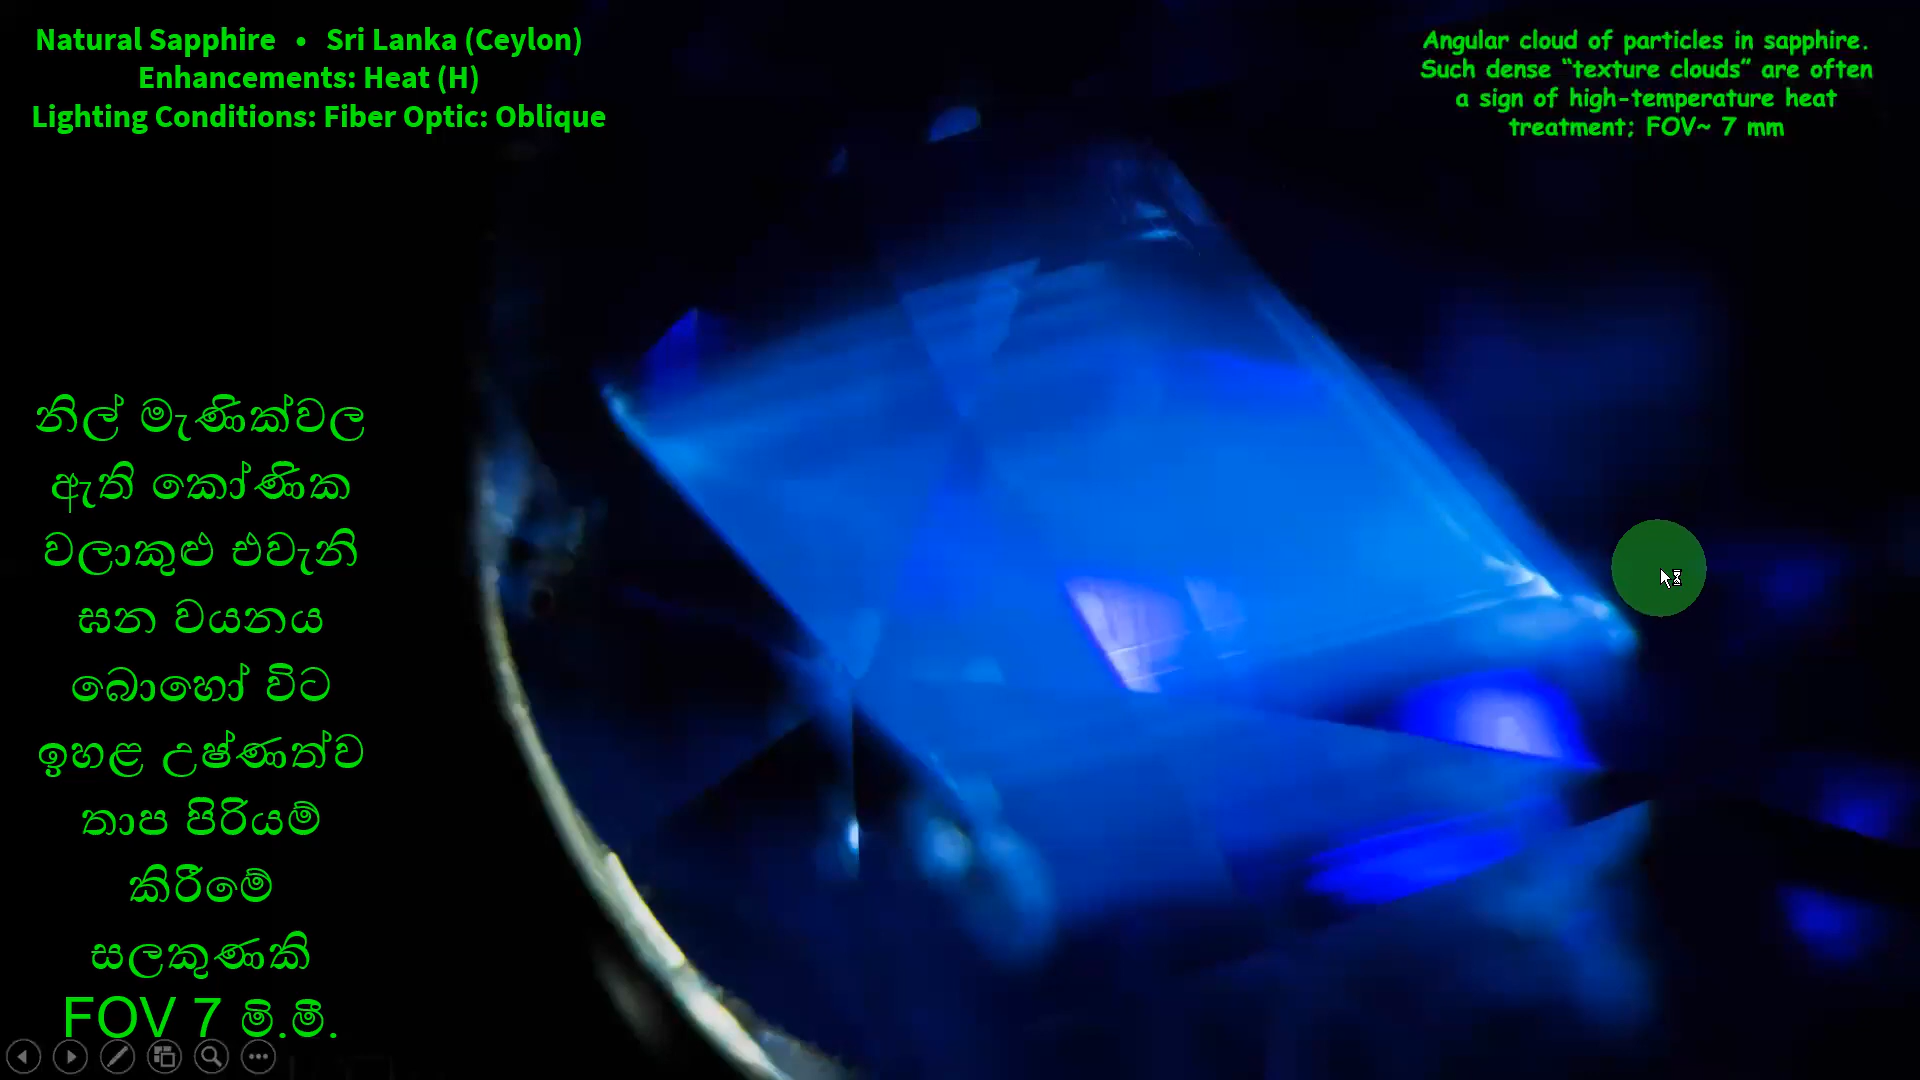 Natural Sapphire • Sri Lanka (Ceylon)
Enhancements: Heat (H)
Lighting Conditions: Fiber Optic: Oblique
Angular cloud of particles in sapphire.
Such dense “texture clouds” are often
a sign of high-temperature heat
treatment; FOV~ 7 mm
නිල් මැණික්වල
ඇති කෝණික
වලාකුළු එවැනි
ඝන වයනය
බොහෝ විට
ඉහළ උෂ්ණත්ව
තාප පිරියම්
කිරීමේ
සලකුණකි
FOV 7 මි.මී.